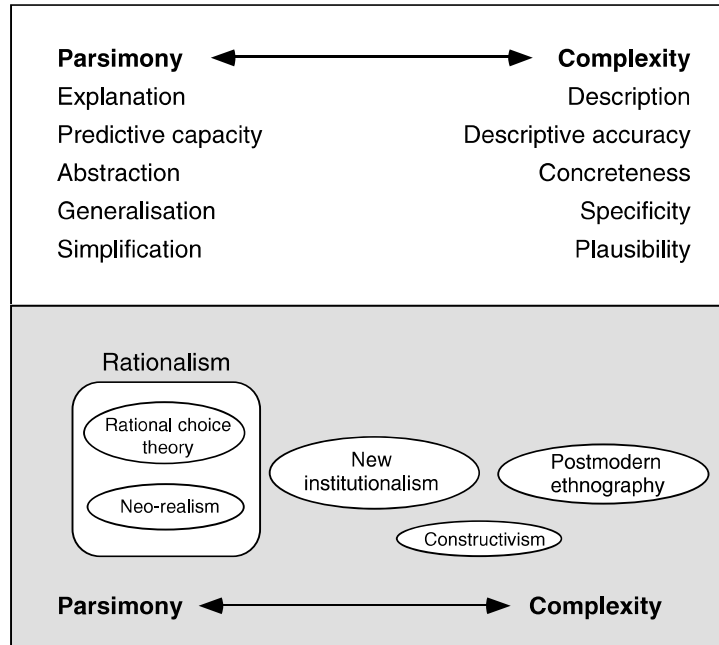 Parsimony Complexity
Explanation Description
Predictive capacity Descriptive accuracy
Abstraction Concreteness
Generalisation Specificity
Simplification Plausibility
Rationalism
Rational choice
theory
Neo-realism
New
institutionalism
Postmodern
ethnography
Constructivism
Parsimony Complexity